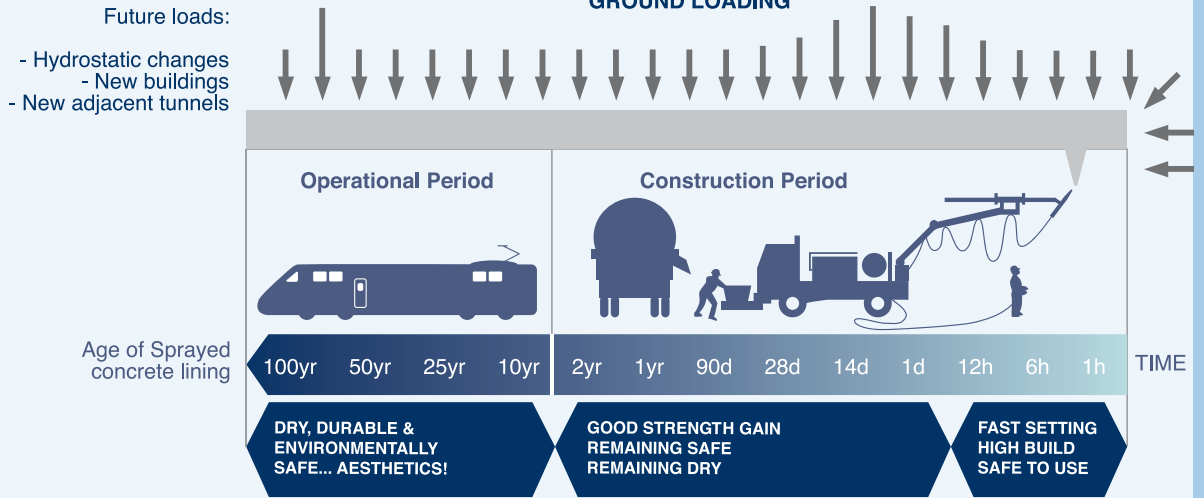 GROUND LOADING
Future loads:
- Hydrostatic changes
- New buildings
- New adjacent tunnels
Operational Period
Construction Period
Age of Sprayed
concrete lining
100yr 50yr 25yr 10yr 2yr 1yr 90d 28d 14d 1d 12h 6h 1h
TIME
DRY, DURABLE &
ENVIRONMENTALLY
SAFE... AESTHETICS!
GOOD STRENGTH GAIN
REMAINING SAFE
REMAINING DRY
FAST SETTING
HIGH BUILD
SAFE TO USE